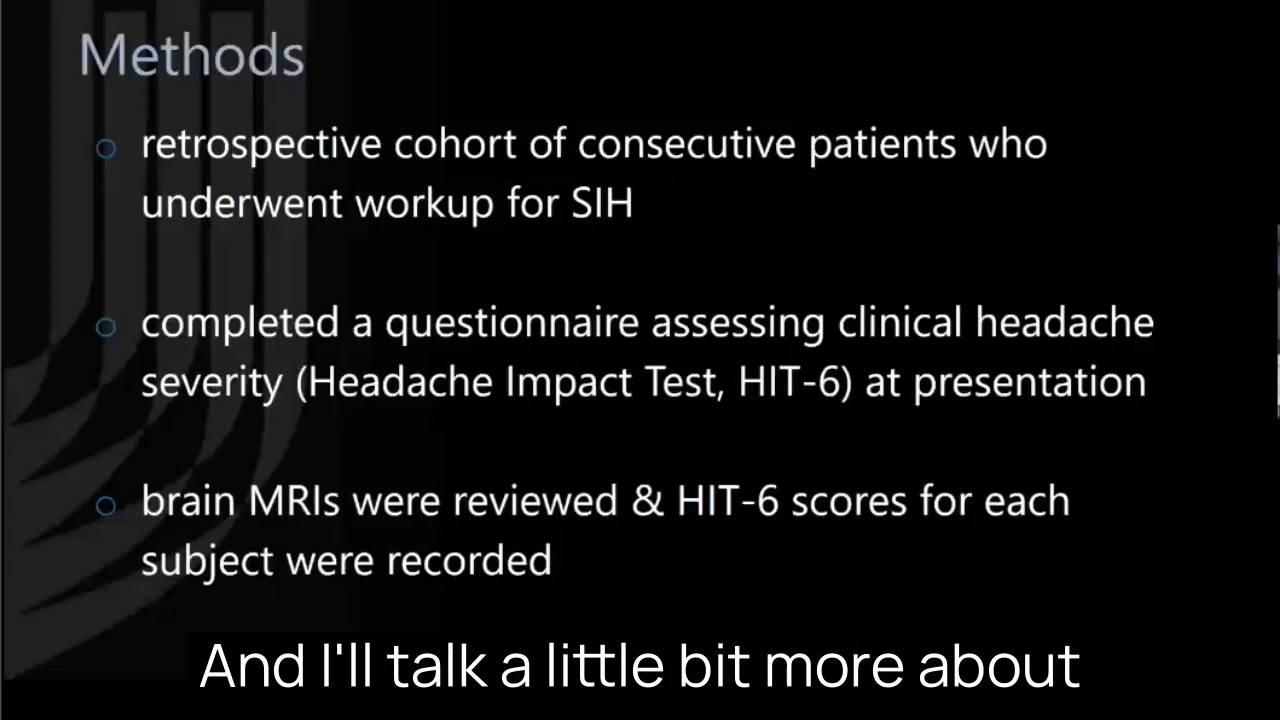 Methods
○ retrospective cohort of consecutive patients who
underwent workup for SIH
○ completed a questionnaire assessing clinical headache
severity (Headache Impact Test, HIT-6) at presentation
○ brain MRIs were reviewed & HIT-6 scores for each
subject were recorded
And I'll talk a little bit more about